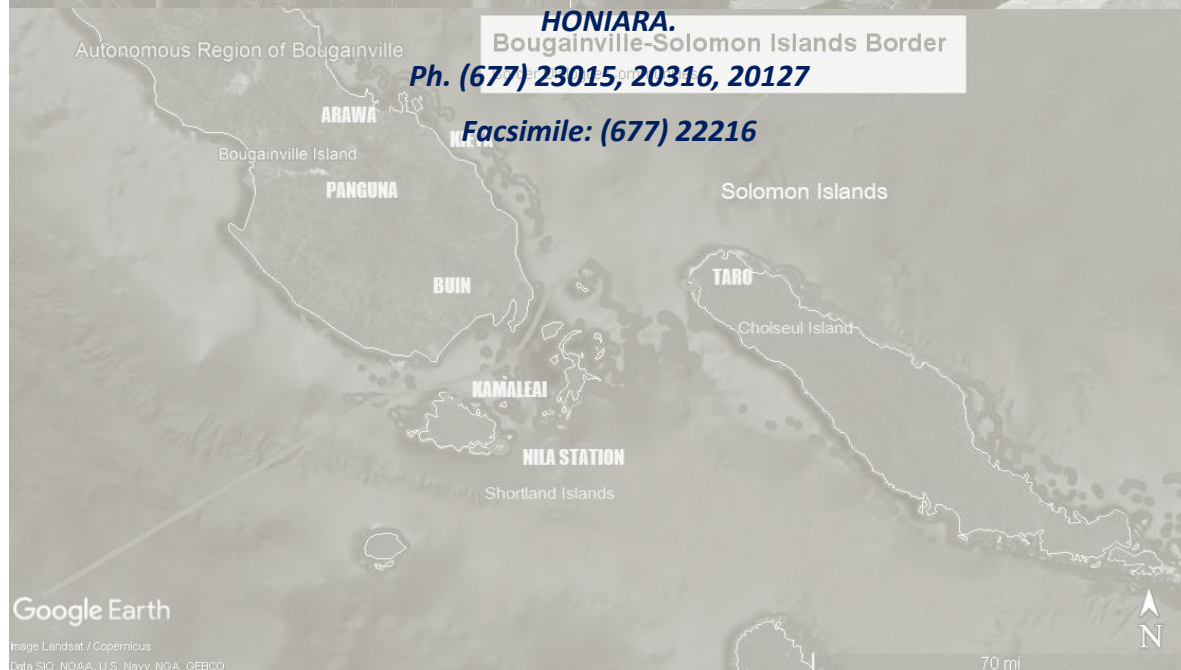 HONIARA.
Autonomous Region of Bougainville
Bougainville-Solomon Islands Border
Ph. (677) 23015, 20316, 20127
ARAWA
Facsimile: (677) 22216
KIETA
Bougainville Island
PANGUNA
Solomon Islands
TARO
BUIN
Choiseul Island
KAMALEAI
NILA STATION
Shortland Islands
Google Earth
Image Landsat / Copernicus
Data SIO, NOAA, U.S. Navy, NGA, GEBCO
N
70 mi